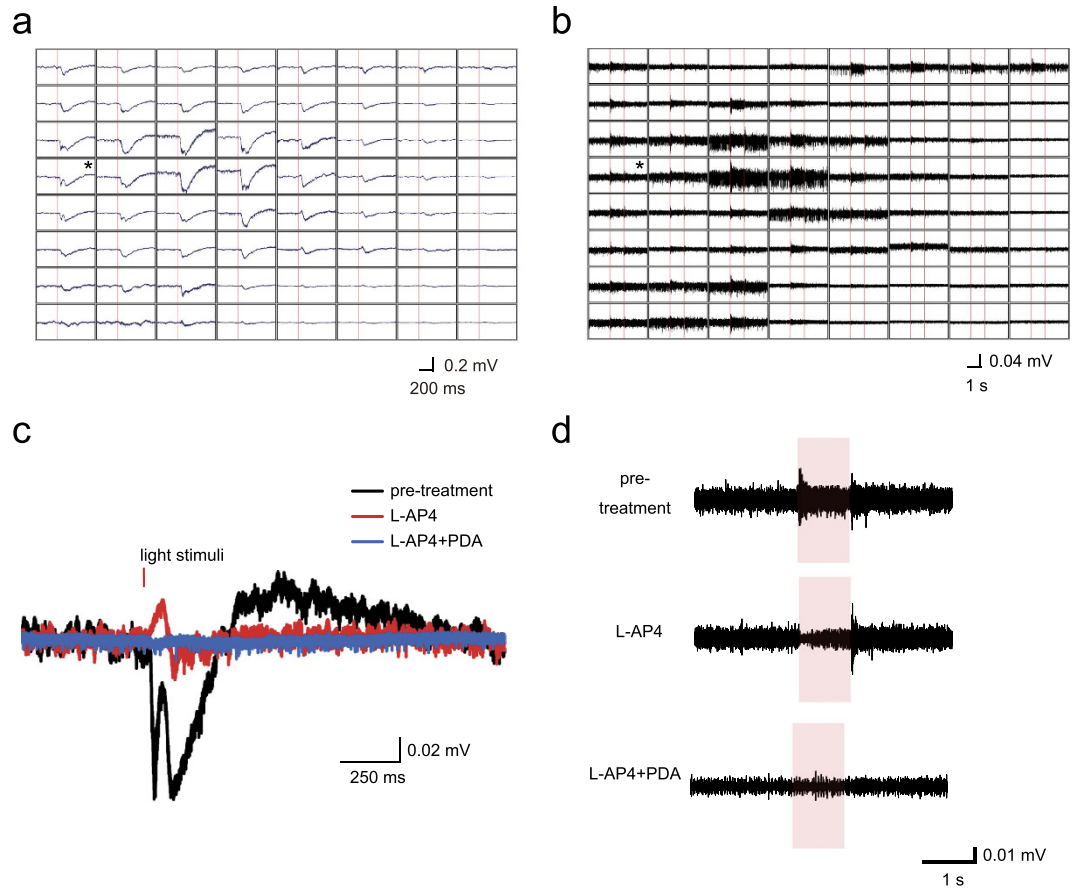 a
b
*
*
0.2 mV
200 ms
0.04 mV
1 s
c
d
pre-treatment
L-AP4
L-AP4+PDA
light stimuli
0.02 mV
250 ms
pre-
treatment
L-AP4
L-AP4+PDA
0.01 mV
1 s